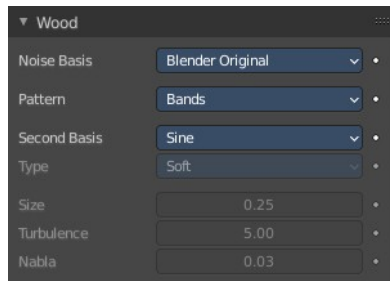 Wood
Noise Basis Blender Original
Pattern Bands
Second Basis Sine
Type Soft
Size 0.25
Turbulence 5.00
Nabla 0.03